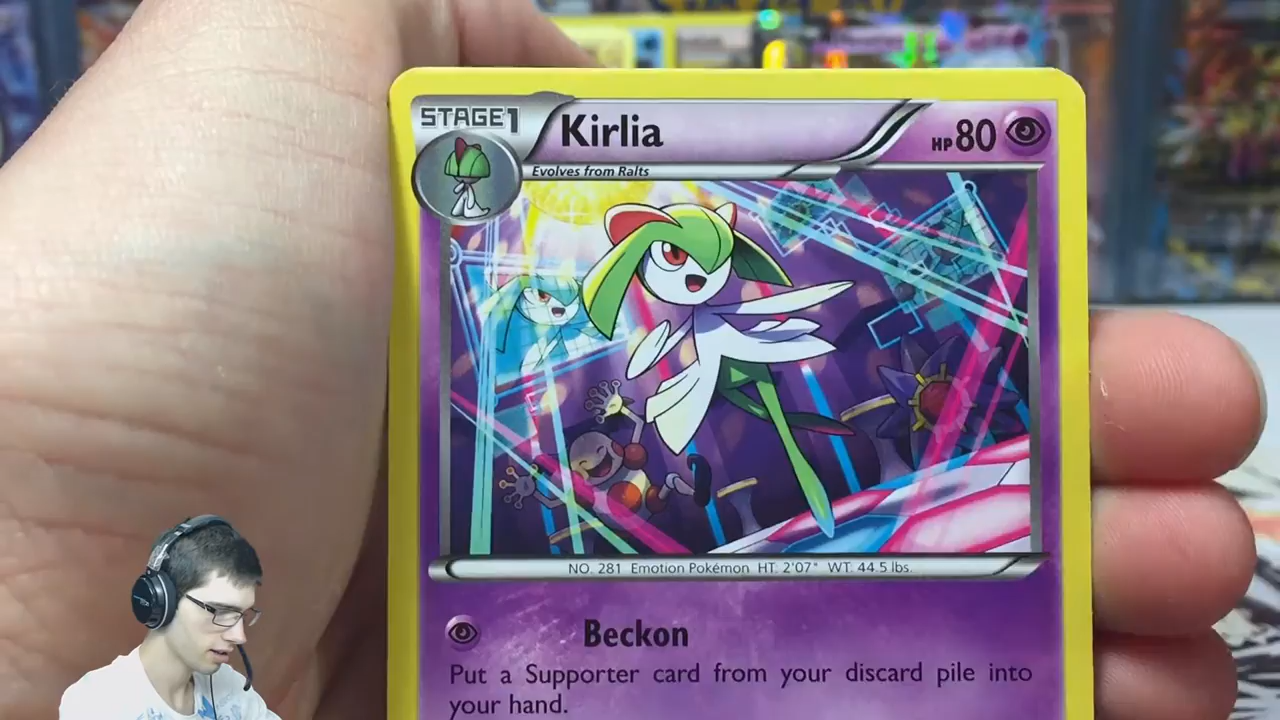 STAGE1 Kirlia HP80
Evolves from Ralts
NO. 281 Emotion Pokémon HT: 2'07" WT: 44.5 lbs.
Beckon
Put a Supporter card from your discard pile into
your hand.